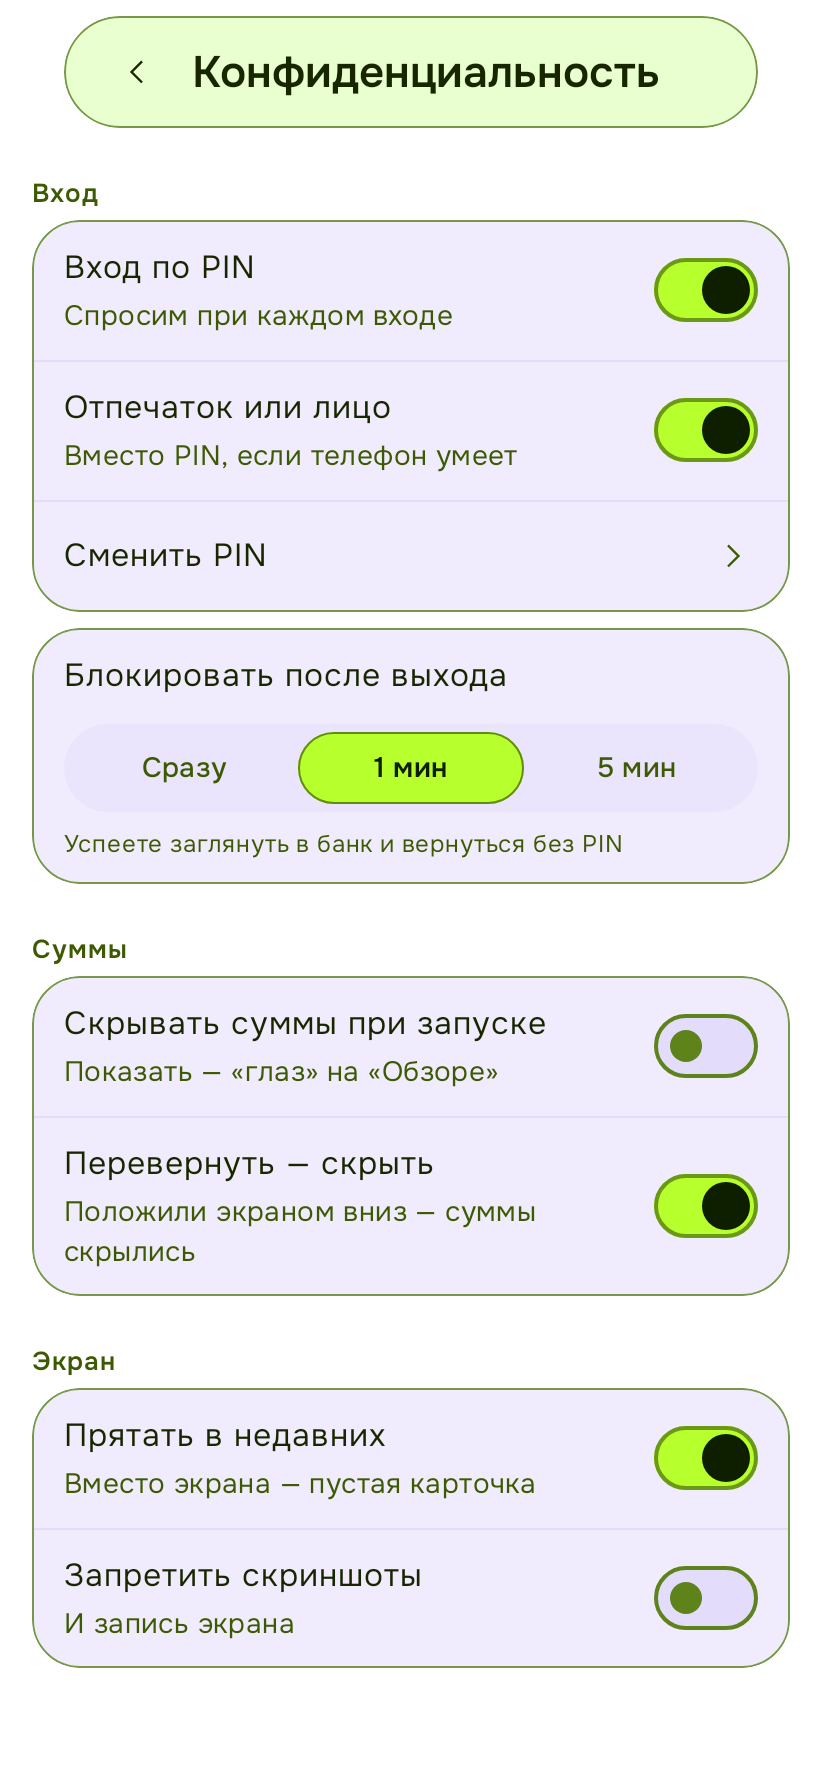 Конфиденциальность
Вход
Вход по PIN
Спросим при каждом входе
Отпечаток или лицо
Вместо PIN, если телефон умеет
Сменить PIN
Блокировать после выхода
Сразу
1 мин
5 мин
Успеете заглянуть в банк и вернуться без PIN
Суммы
Скрывать суммы при запуске
Показать — «глаз» на «Обзоре»
Перевернуть — скрыть
Положили экраном вниз — суммы
скрылись
Экран
Прятать в недавних
Вместо экрана — пустая карточка
Запретить скриншоты
И запись экрана